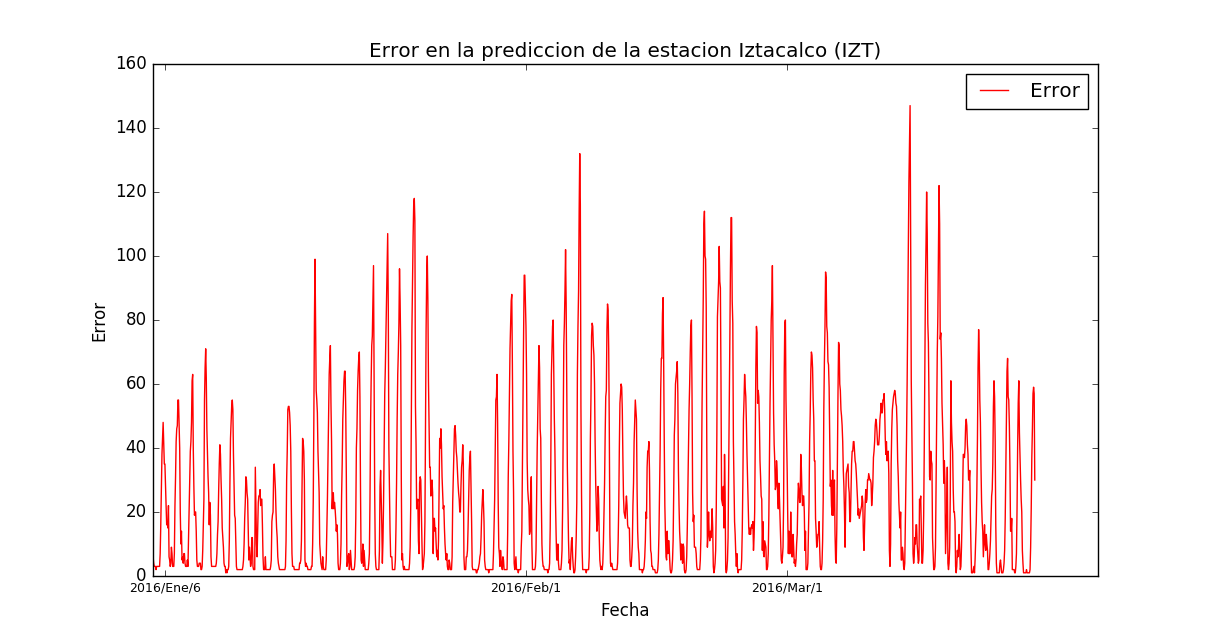 Error en la prediccion de la estacion Iztacalco (IZT)
160
140
120
100
80
60
40
20
0
Error
Error
2016/Ene/6
2016/Feb/1
2016/Mar/1
Fecha